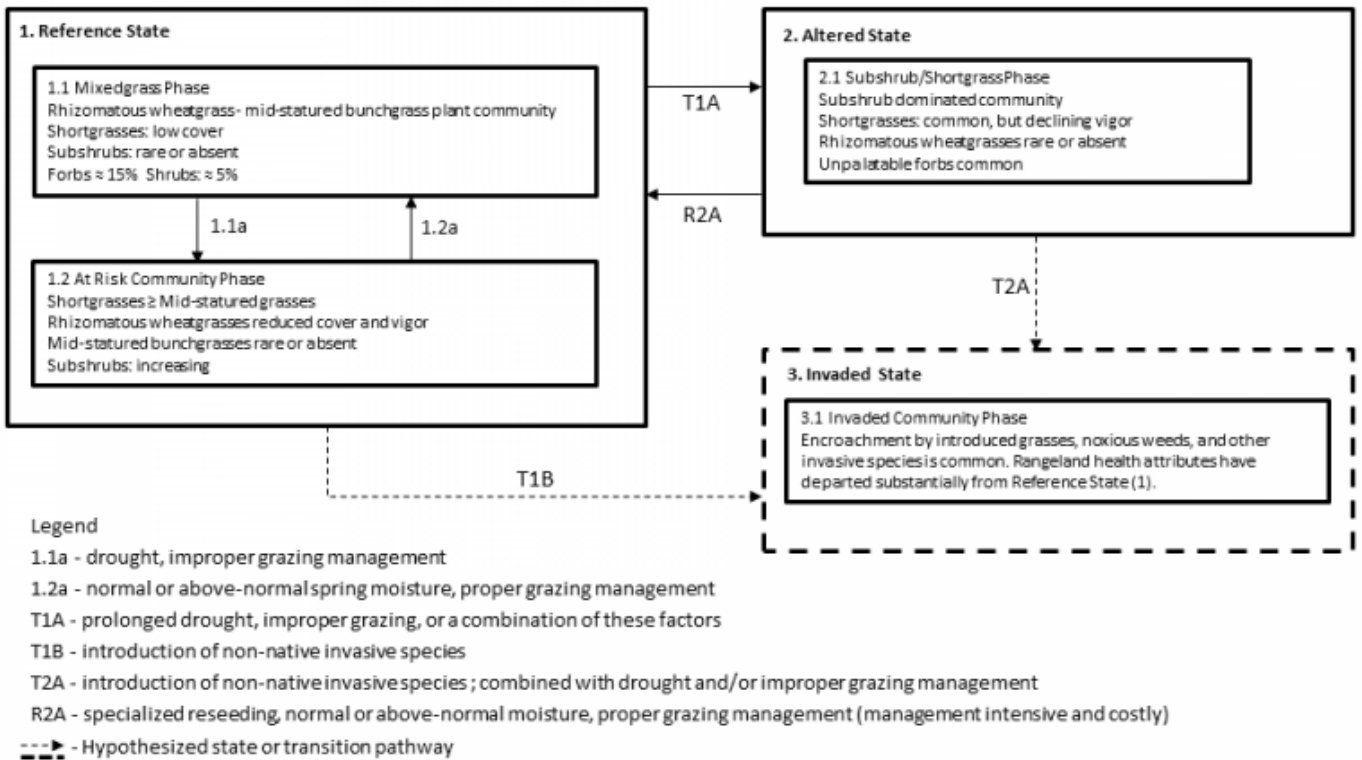 1. Reference State
1.1 Mixedgrass Phase
Rhizomatous wheatgrass- mid-statured bunchgrass plant community
Shortgrasses: low cover
Subshrubs: rare or absent
Forbs ≈ 15% Shrubs: ≈ 5%
1.1a
1.2a
1.2 At Risk Community Phase
Shortgrasses ≥ Mid-statured grasses
Rhizomatous wheatgrasses reduced cover and vigor
Mid-statured bunchgrasses rare or absent
Subshrubs: increasing
T1A
R2A
2. Altered State
2.1 Subshrub/Shortgrass Phase
Subshrub dominated community
Shortgrasses: common, but declining vigor
Rhizomatous wheatgrasses rare or absent
Unpalatable forbs common
T2A
T1B
3. Invaded State
3.1 Invaded Community Phase
Encroachment by introduced grasses, noxious weeds, and other
invasive species is common. Rangeland health attributes have
departed substantially from Reference State (1).
Legend
1.1a - drought, improper grazing management
1.2a - normal or above-normal spring moisture, proper grazing management
T1A - prolonged drought, improper grazing, or a combination of these factors
T1B - introduction of non-native invasive species
T2A - introduction of non-native invasive species ; combined with drought and/or improper grazing management
R2A - specialized reseeding, normal or above-normal moisture, proper grazing management (management intensive and costly)
- Hypothesized state or transition pathway